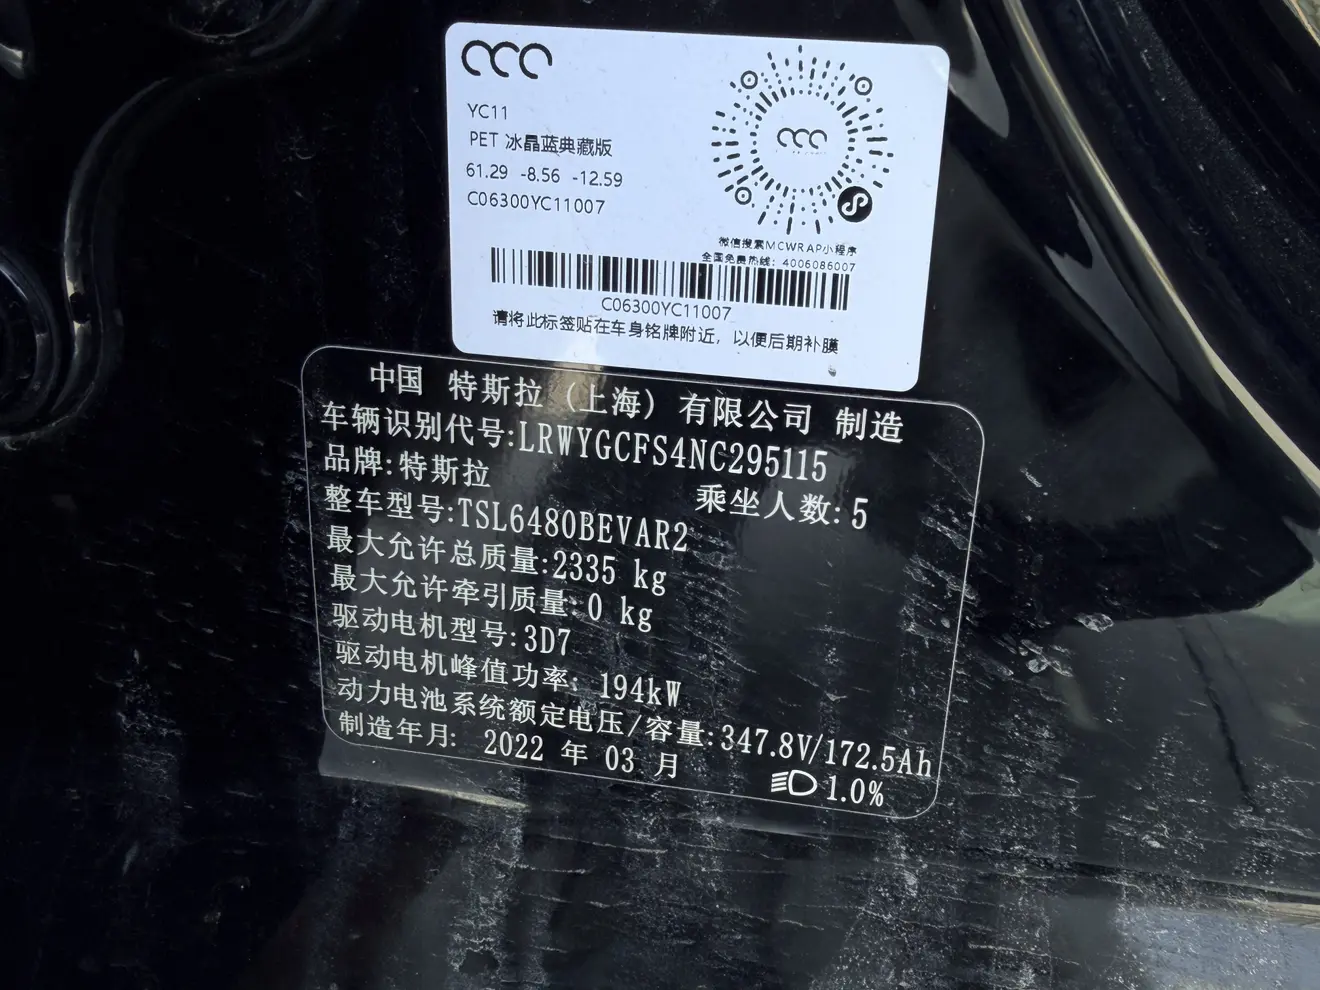 YC11
PET 冰晶蓝典藏版
61.29 -8.56 -12.59
C06300YC11007
微信搜索MCWRAP小程序
全国免费热线：4006086007
C06300YC11007
请将此标签贴在车身铭牌附近，以便后期补膜
中国 特斯拉（上海）有限公司 制造
车辆识别代号:LRWYGCFS4NC295115
品牌:特斯拉 乘坐人数:5
整车型号:TSL6480BEVAR2
最大允许总质量:2335 kg
最大允许牵引质量:0 kg
驱动电机型号:3D7
驱动电机峰值功率: 194kW
动力电池系统额定电压/容量:347.8V/172.5Ah
制造年月: 2022 年 03 月
1.0%